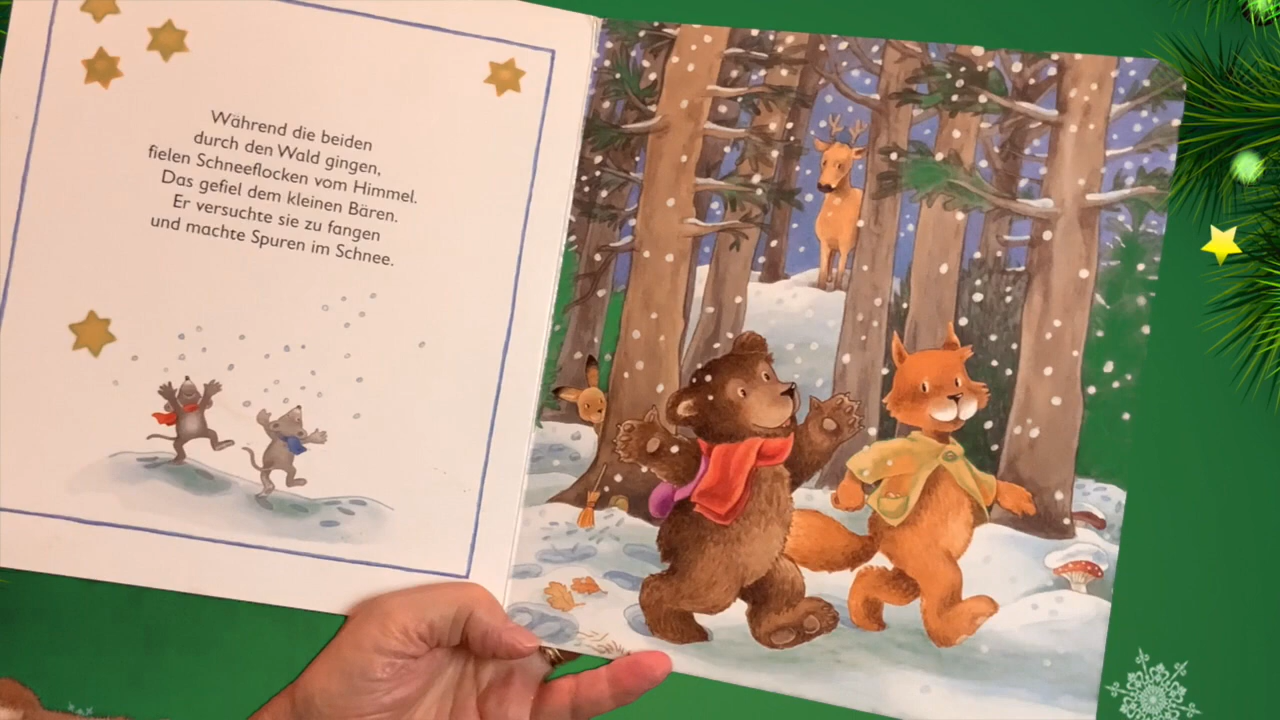 Während die beiden
durch den Wald gingen,
fielen Schneeflocken vom Himmel.
Das gefiel dem kleinen Bären.
Er versuchte sie zu fangen
und machte Spuren im Schnee.